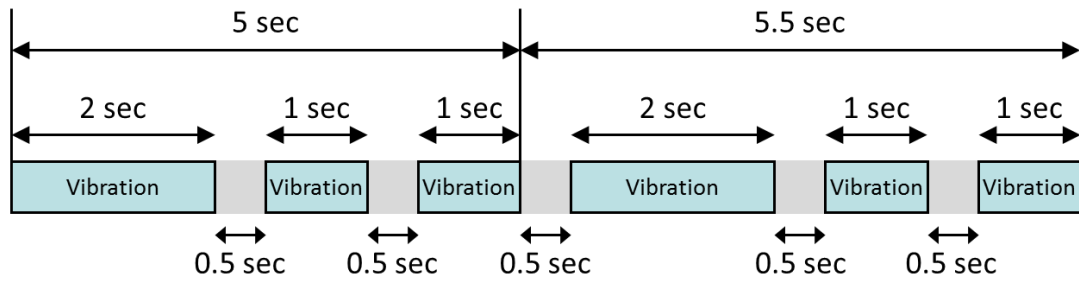 5 sec 5.5 sec
2 sec 1 sec 1 sec 2 sec 1 sec 1 sec
Vibration Vibration Vibration Vibration Vibration Vibration
0.5 sec 0.5 sec 0.5 sec 0.5 sec 0.5 sec